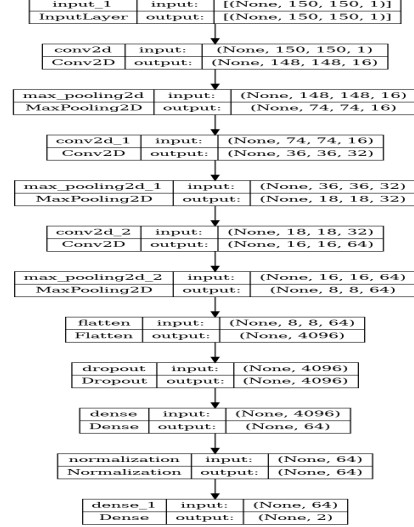 input_1 input: [(None, 150, 150, 1)]
InputLayer output: [(None, 150, 150, 1)]
conv2d input: (None, 150, 150, 1)
Conv2D output: (None, 148, 148, 16)
max_pooling2d input: (None, 148, 148, 16)
MaxPooling2D output: (None, 74, 74, 16)
conv2d_1 input: (None, 74, 74, 16)
Conv2D output: (None, 36, 36, 32)
max_pooling2d_1 input: (None, 36, 36, 32)
MaxPooling2D output: (None, 18, 18, 32)
conv2d_2 input: (None, 18, 18, 32)
Conv2D output: (None, 16, 16, 64)
max_pooling2d_2 input: (None, 16, 16, 64)
MaxPooling2D output: (None, 8, 8, 64)
flatten input: (None, 8, 8, 64)
Flatten output: (None, 4096)
dropout input: (None, 4096)
Dropout output: (None, 4096)
dense input: (None, 4096)
Dense output: (None, 64)
normalization input: (None, 64)
Normalization output: (None, 64)
dense_1 input: (None, 64)
Dense output: (None, 2)